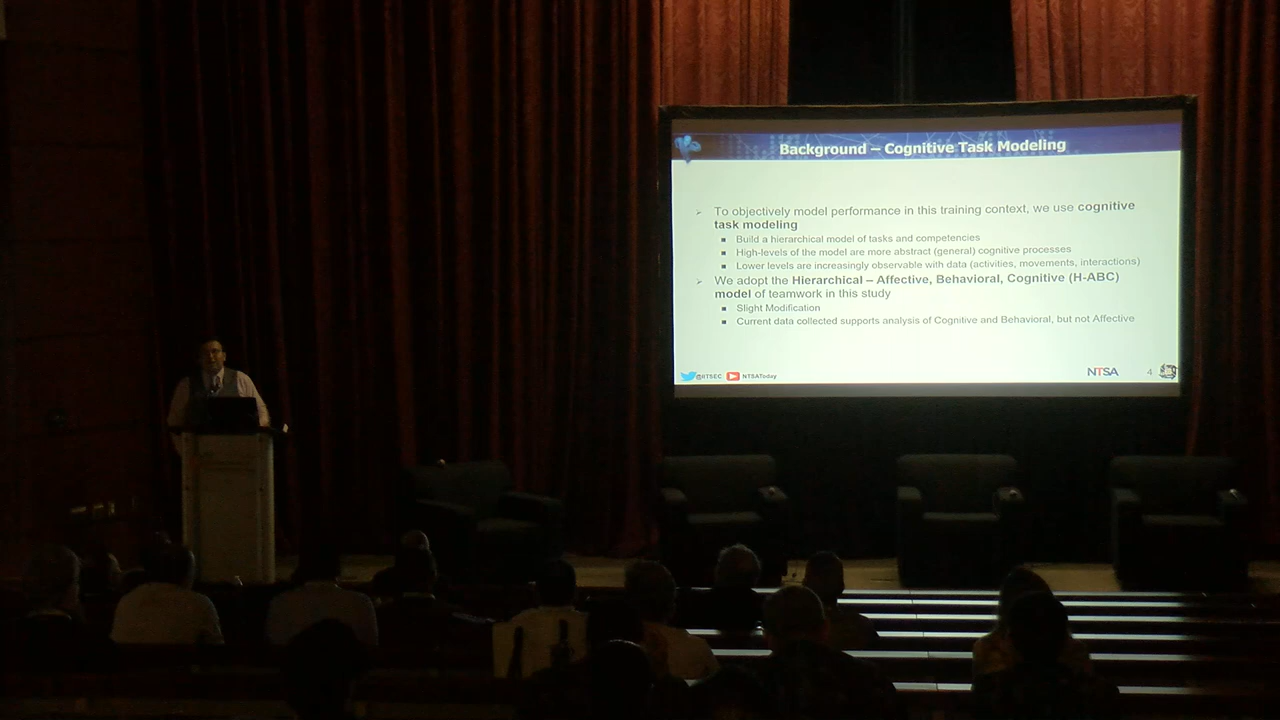 Background – Cognitive Task Modeling
To objectively model performance in this training context, we use cognitive
task modeling
Build a hierarchical model of tasks and competencies
High-levels of the model are more abstract (general) cognitive processes
Lower levels are increasingly observable with data (activities, movements, interactions)
We adopt the Hierarchical – Affective, Behavioral, Cognitive (H-ABC)
model of teamwork in this study
Slight Modification
Current data collected supports analysis of Cognitive and Behavioral, but not Affective
@IITSEC NTSAToday NTSA 4